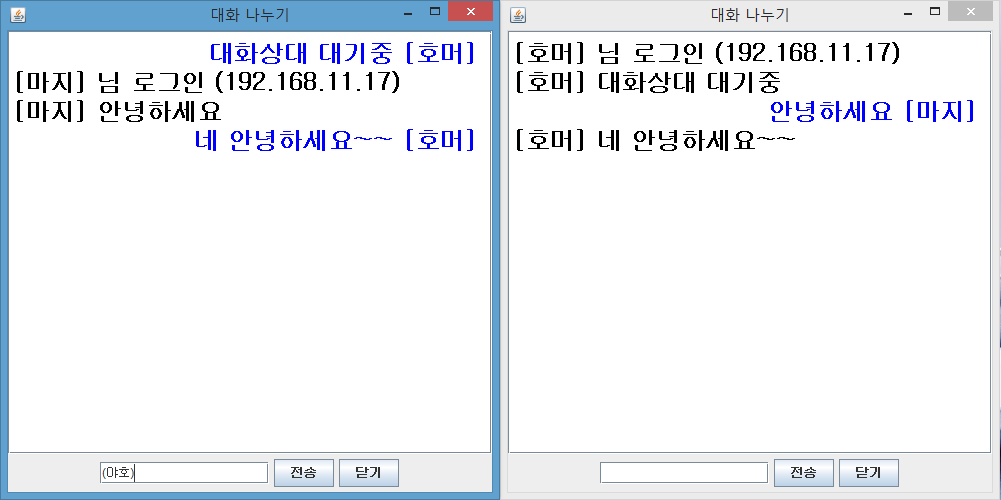 대화 나누기
대화상대 대기중 [호머]
[마지] 님 로그인 (192.168.11.17)
[마지] 안녕하세요
네 안녕하세요~~ [호머]
(야호)
전송
닫기
대화 나누기
[호머] 님 로그인 (192.168.11.17)
[호머] 대화상대 대기중
안녕하세요 [마지]
[호머] 네 안녕하세요~~
전송
닫기